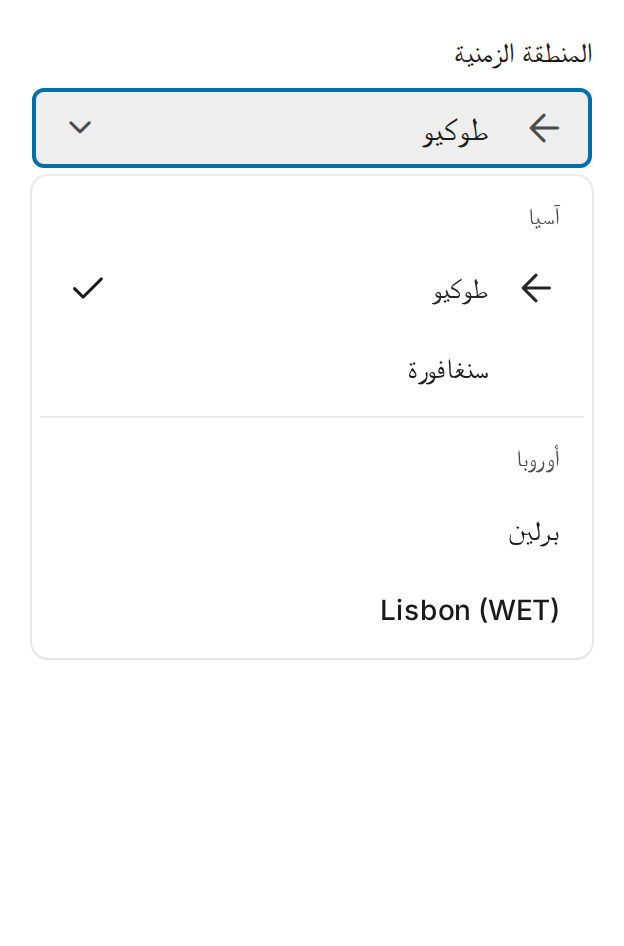 المنطقة الزمنية
طوكيو
آسيا
طوكيو
سنغافورة
أوروبا
برلين
Lisbon (WET)